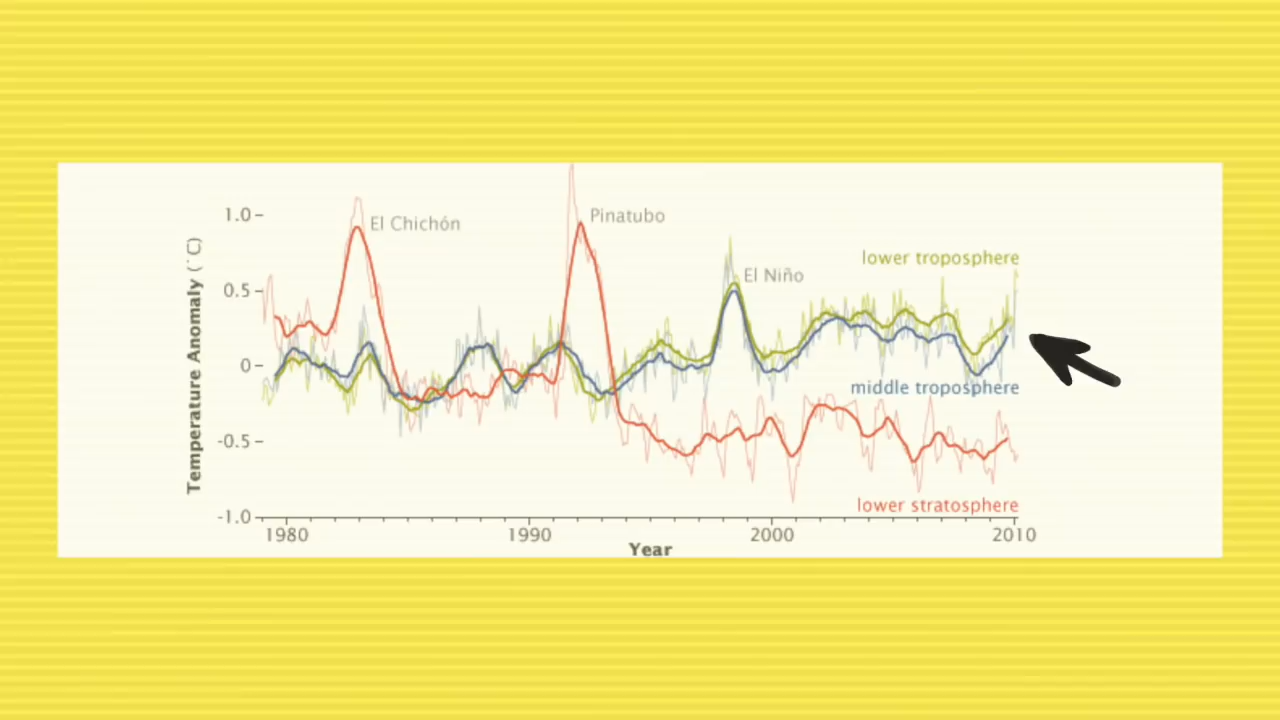 1.0
El Chichón
Pinatubo
lower troposphere
El Niño
0.5
0
middle troposphere
-0.5
lower stratosphere
-1.0
Temperature Anomaly (°C)
1980
1990
2000
2010
Year